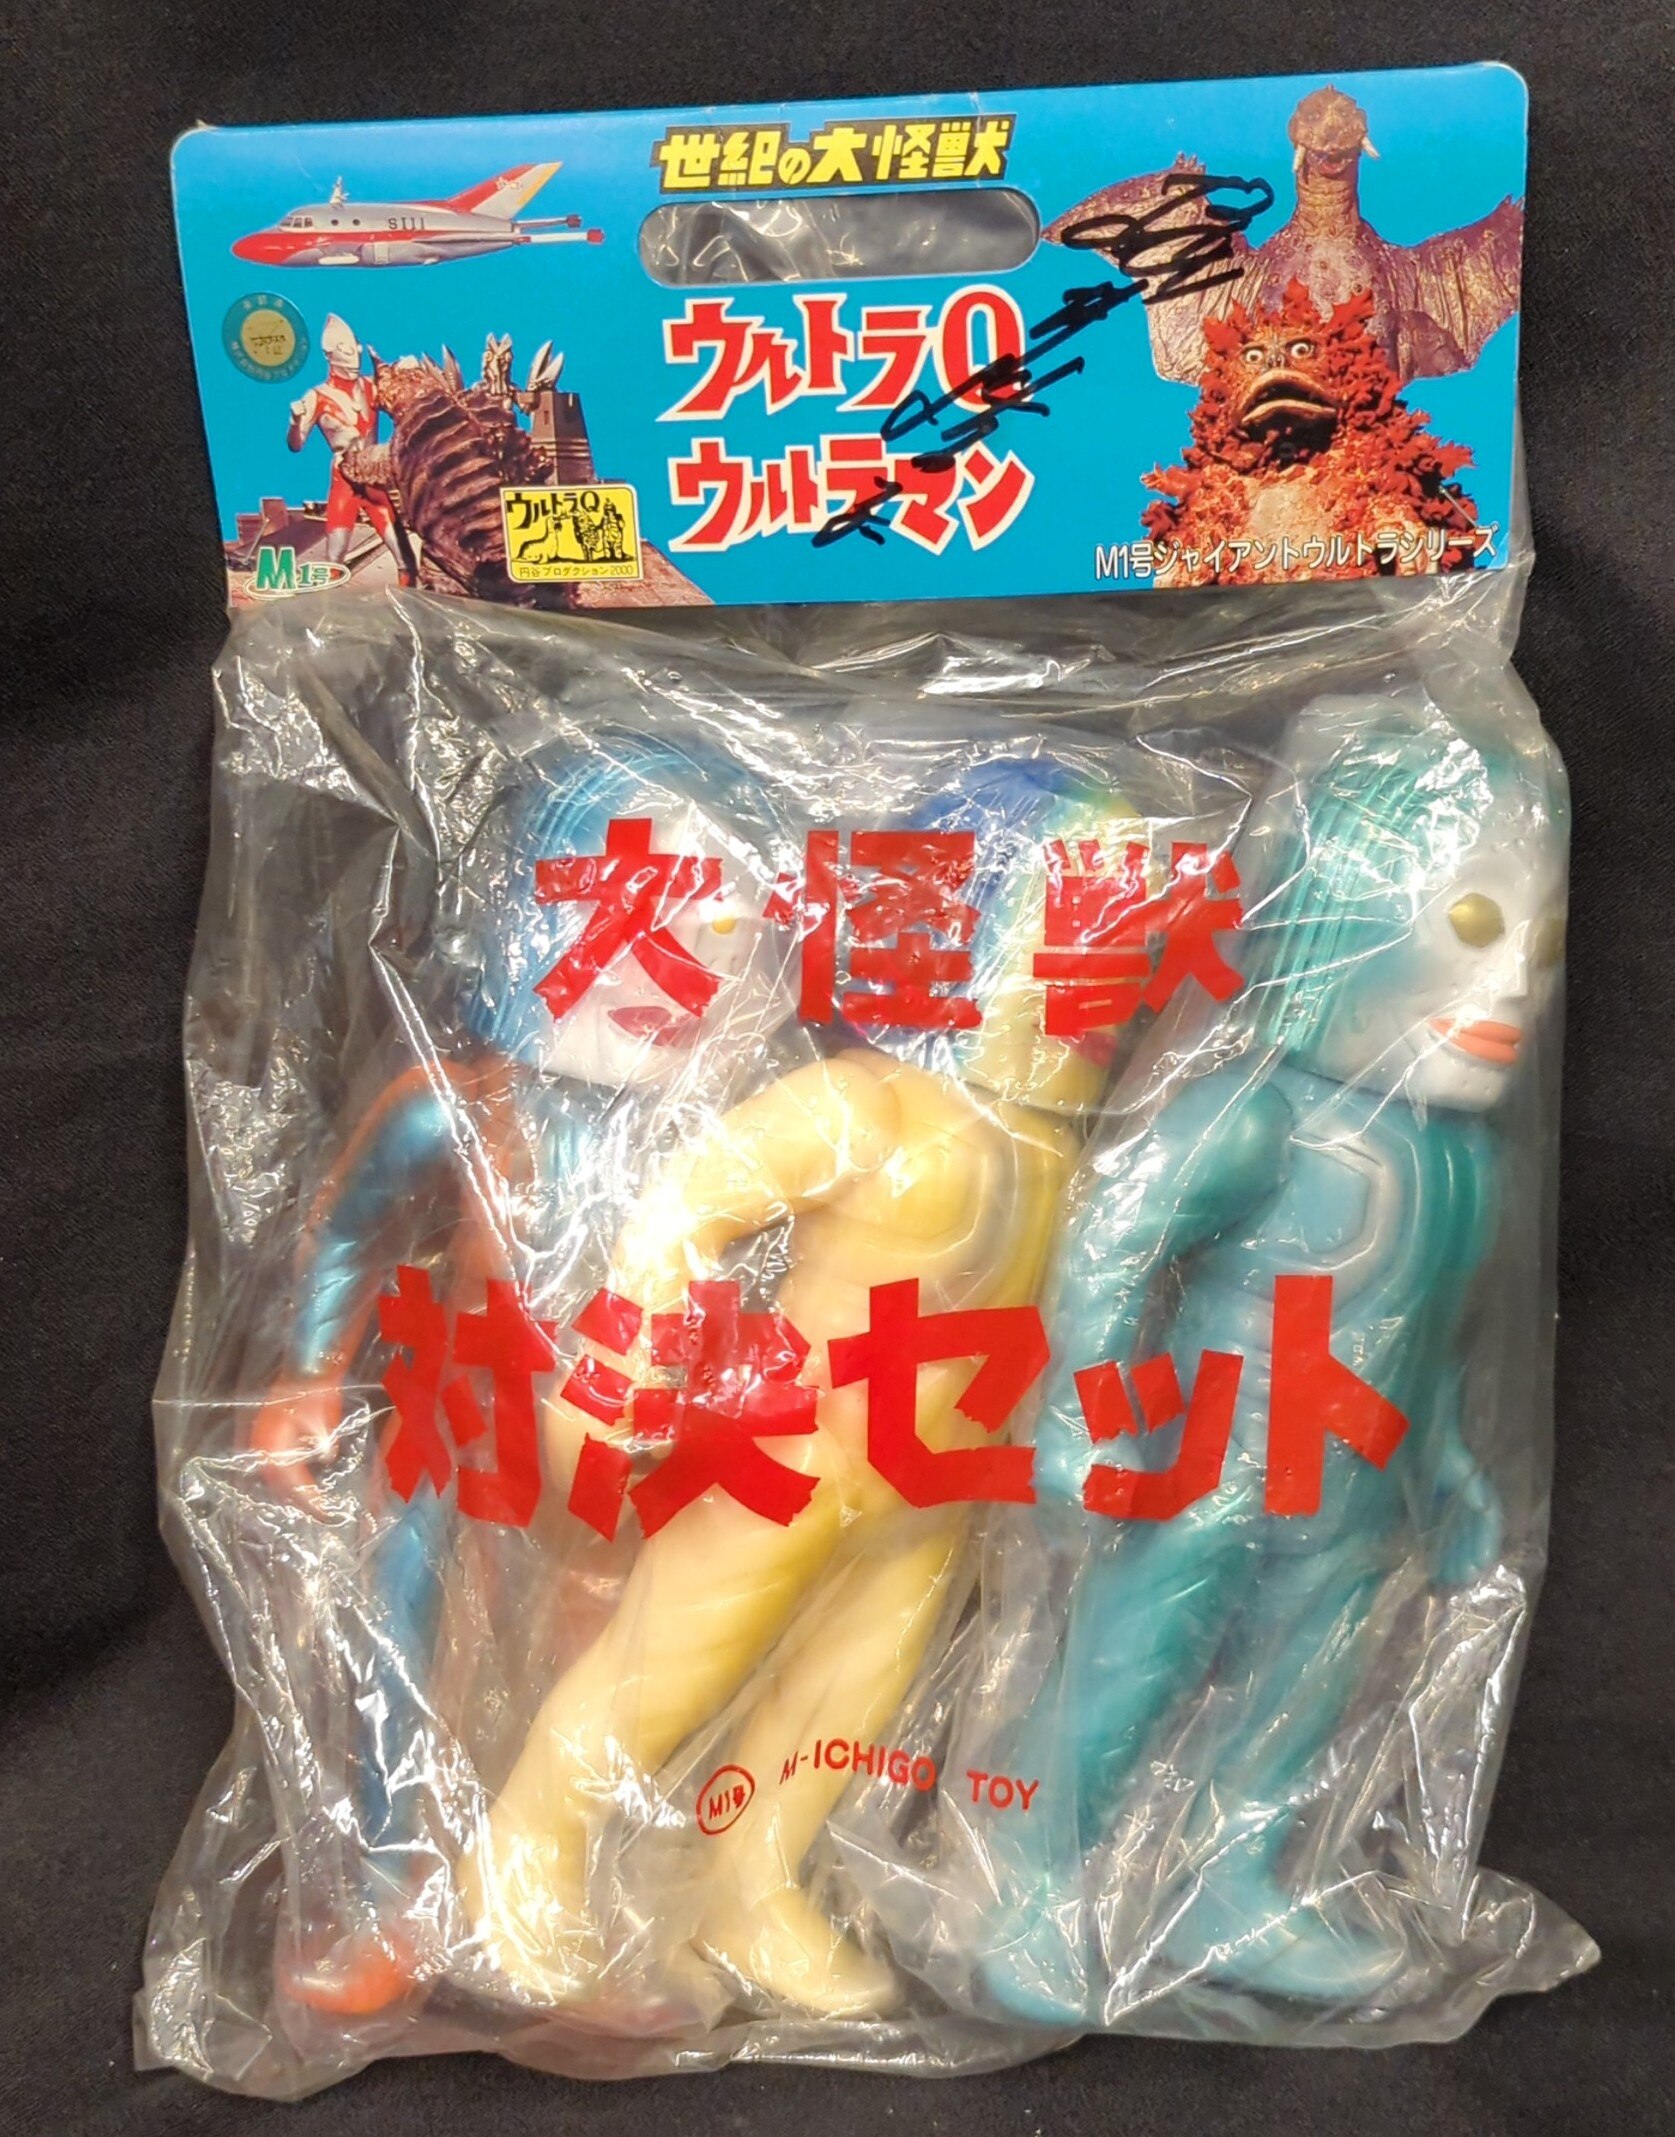 世紀の大怪獣
SIII
ウルトラQ
ウルトラマン
ウルトラQ
円谷プロダクション2000
M1号
M1号ジャイアントウルトラシリーズ
大怪獣
対決セット
M1号 M-ICHIGO TOY